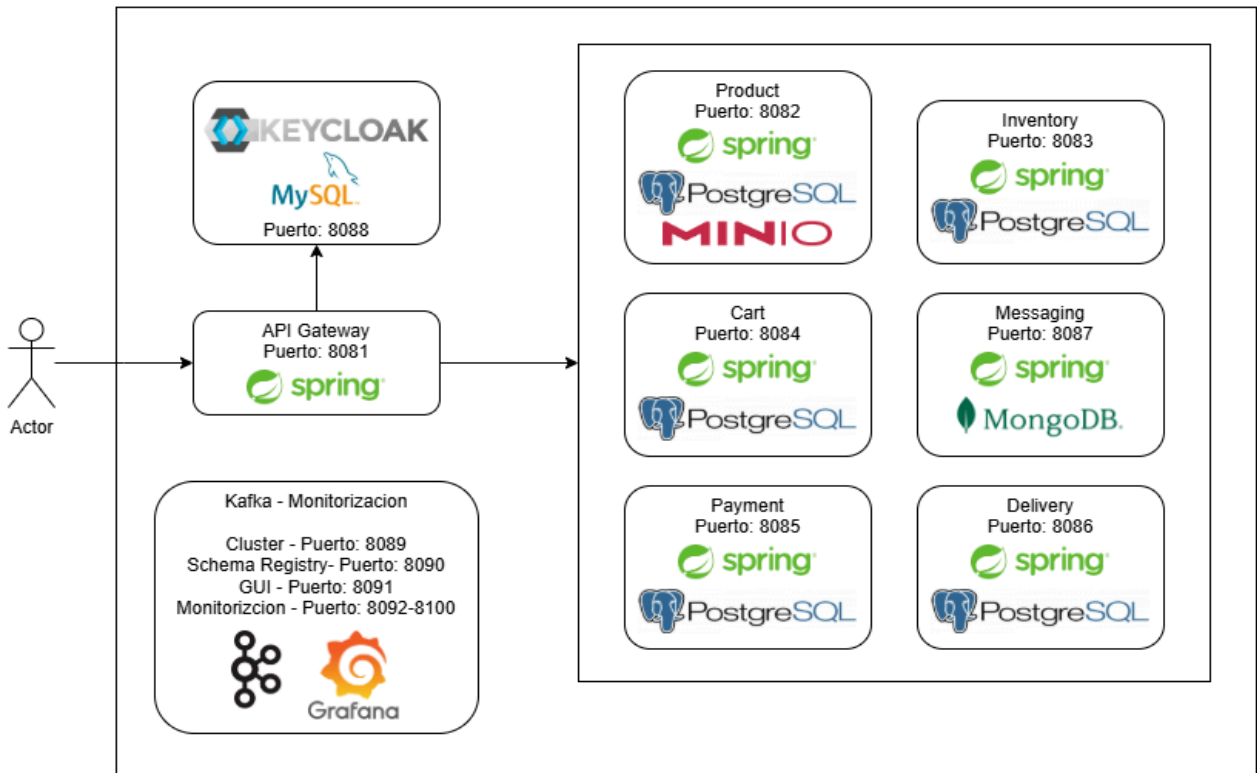 KEYCLOAK
MySQL™
Puerto: 8088
API Gateway
Puerto: 8081
spring®
Actor
Kafka - Monitorizacion
Cluster - Puerto: 8089
Schema Registry- Puerto: 8090
GUI - Puerto: 8091
Monitorizcion - Puerto: 8092-8100
Grafana
Product
Puerto: 8082
spring®
PostgreSQL
MINIO
Inventory
Puerto: 8083
spring®
PostgreSQL
Cart
Puerto: 8084
spring®
PostgreSQL
Messaging
Puerto: 8087
spring®
MongoDB®
Payment
Puerto: 8085
spring®
PostgreSQL
Delivery
Puerto: 8086
spring®
PostgreSQL